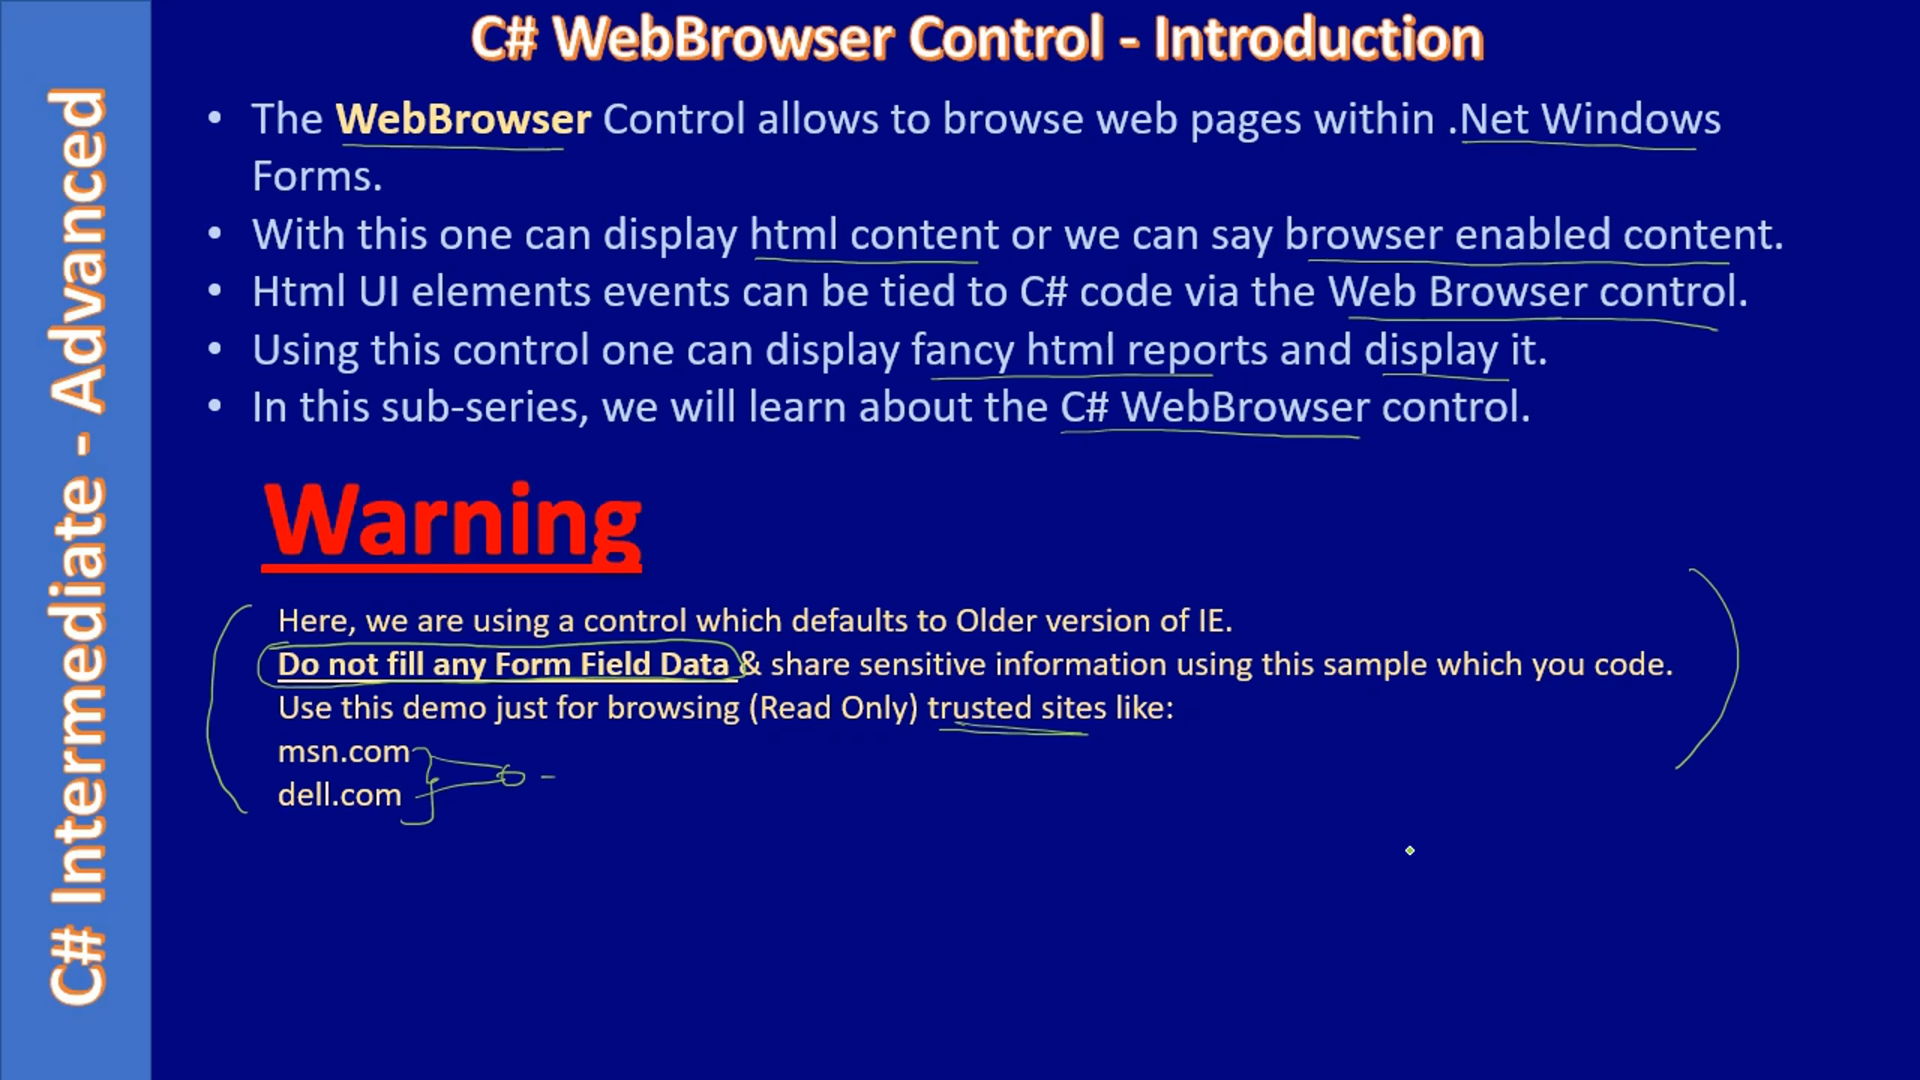 C# WebBrowser Control - Introduction
C# Intermediate - Advanced
• The WebBrowser Control allows to browse web pages within .Net Windows
Forms.
• With this one can display html content or we can say browser enabled content.
• Html UI elements events can be tied to C# code via the Web Browser control.
• Using this control one can display fancy html reports and display it.
• In this sub-series, we will learn about the C# WebBrowser control.
Warning
Here, we are using a control which defaults to Older version of IE.
Do not fill any Form Field Data & share sensitive information using this sample which you code.
Use this demo just for browsing (Read Only) trusted sites like:
msn.com
dell.com